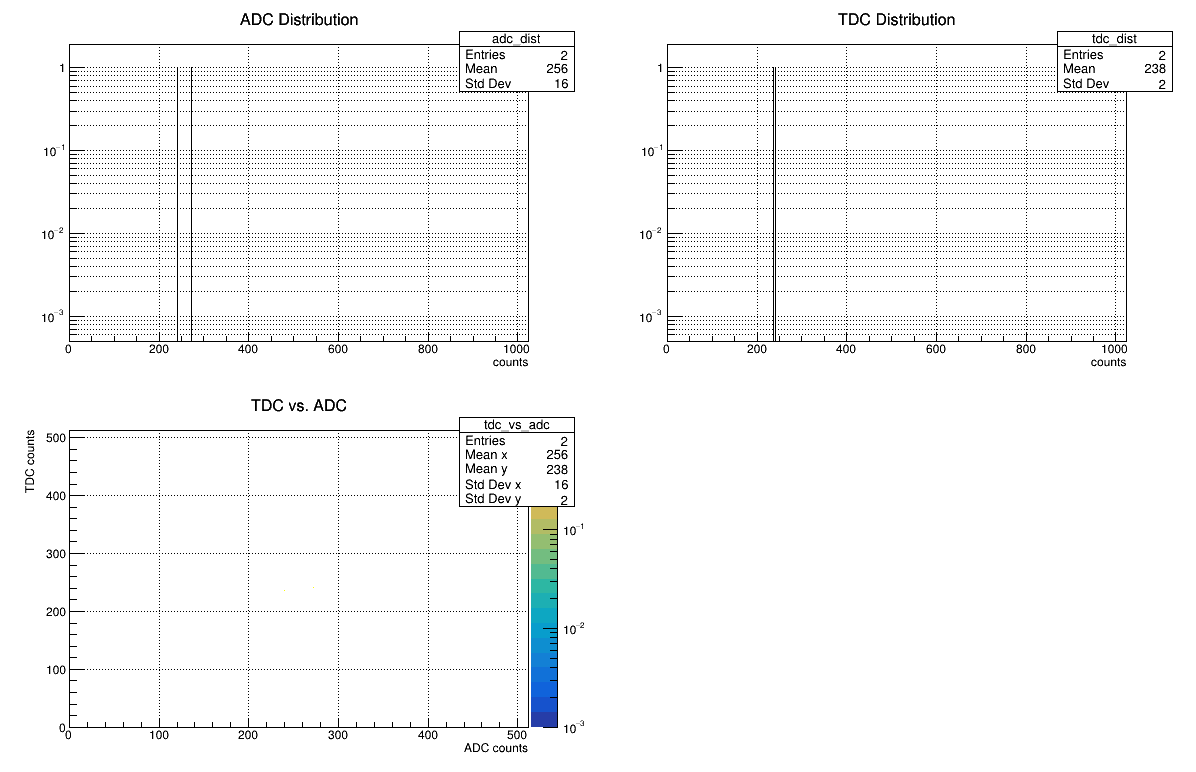 ADC Distribution
adc_dist
Entries 2
Mean 256
Std Dev 16
1
10⁻¹
10⁻²
10⁻³
0 200 400 600 800 1000
counts
TDC Distribution
tdc_dist
Entries 2
Mean 238
Std Dev 2
1
10⁻¹
10⁻²
10⁻³
0 200 400 600 800 1000
counts
TDC vs. ADC
tdc_vs_adc
Entries 2
Mean x 256
Mean y 238
Std Dev x 16
Std Dev y 2
TDC counts
500
400
300
200
100
0
0 100 200 300 400 500
ADC counts
10⁻¹
10⁻²
10⁻³